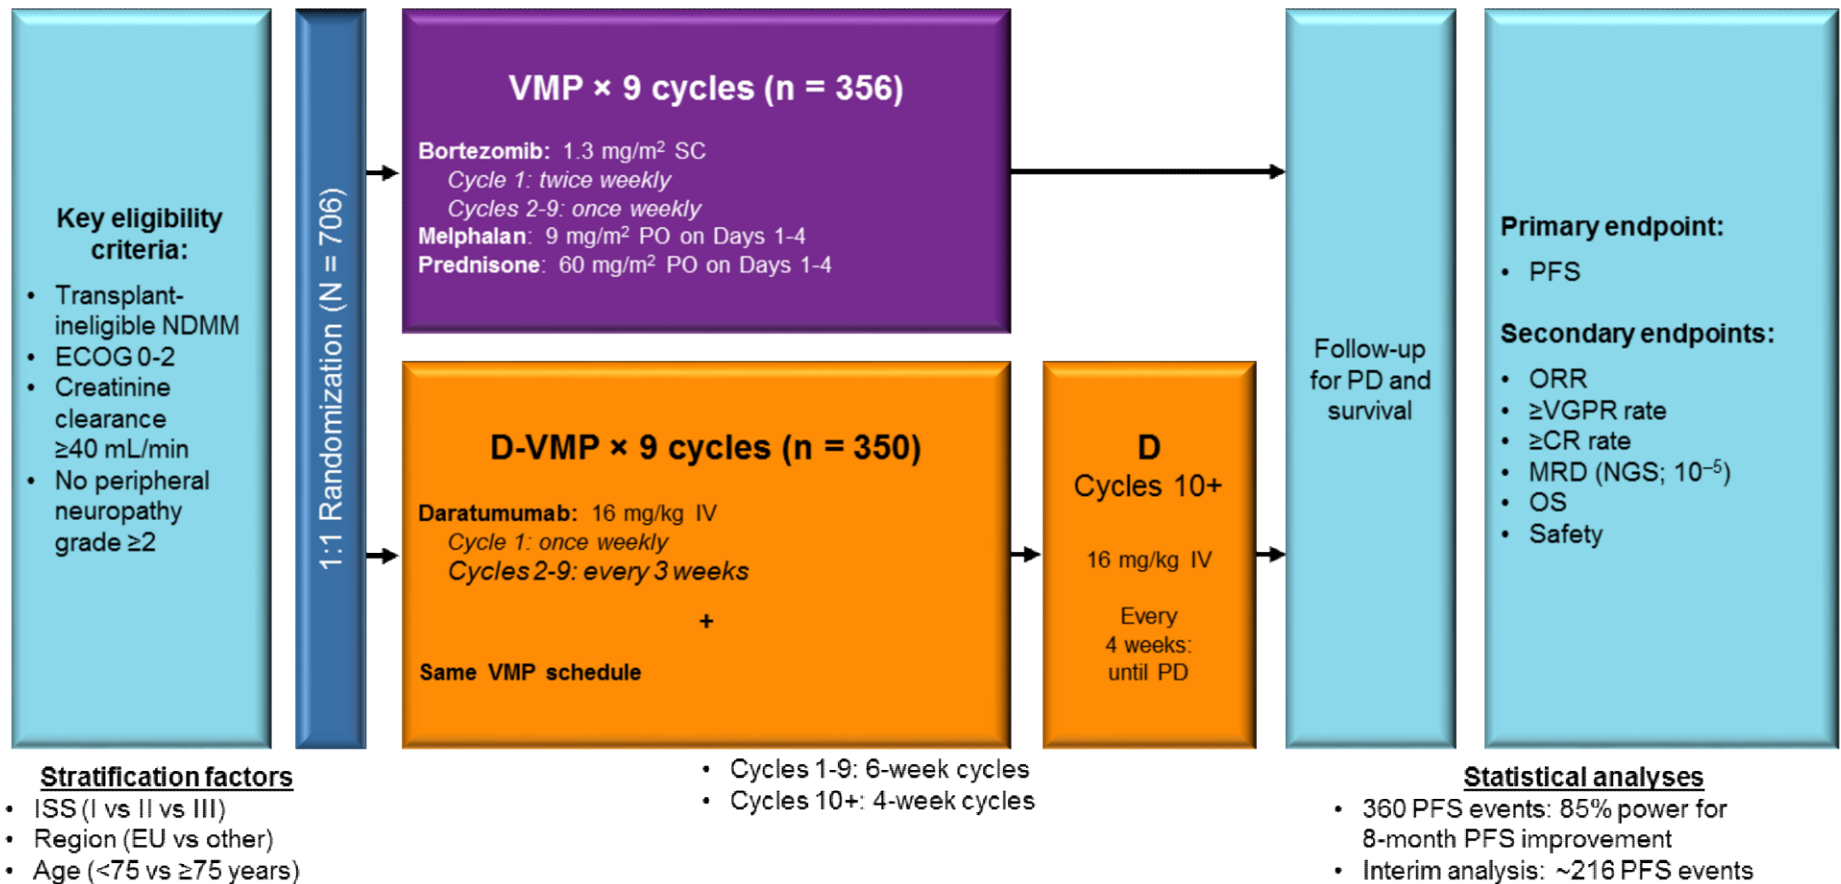 Key eligibility
criteria:
• Transplant-
ineligible NDMM
• ECOG 0-2
• Creatinine
clearance
≥40 mL/min
• No peripheral
neuropathy
grade ≥2
1:1 Randomization (N = 706)
VMP × 9 cycles (n = 356)
Bortezomib: 1.3 mg/m² SC
Cycle 1: twice weekly
Cycles 2-9: once weekly
Melphalan: 9 mg/m² PO on Days 1-4
Prednisone: 60 mg/m² PO on Days 1-4
D-VMP × 9 cycles (n = 350)
Daratumumab: 16 mg/kg IV
Cycle 1: once weekly
Cycles 2-9: every 3 weeks
+
Same VMP schedule
D
Cycles 10+
16 mg/kg IV
Every
4 weeks:
until PD
Follow-up
for PD and
survival
Primary endpoint:
• PFS
Secondary endpoints:
• ORR
• ≥VGPR rate
• ≥CR rate
• MRD (NGS; 10⁻⁵)
• OS
• Safety
Stratification factors
• ISS (I vs II vs III)
• Region (EU vs other)
• Age (<75 vs ≥75 years)
• Cycles 1-9: 6-week cycles
• Cycles 10+: 4-week cycles
Statistical analyses
• 360 PFS events: 85% power for
8-month PFS improvement
• Interim analysis: ~216 PFS events